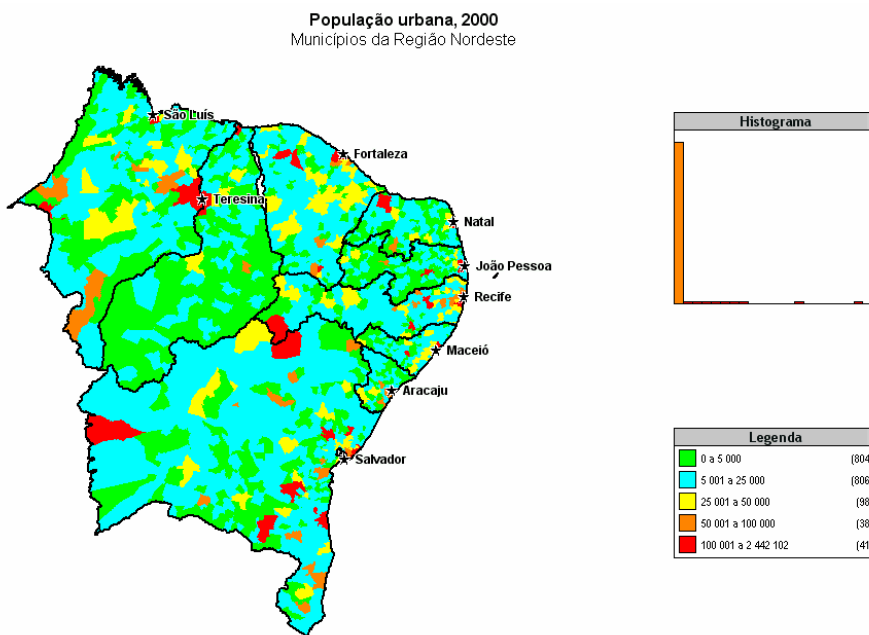 População urbana, 2000
Municípios da Região Nordeste
São Luís
Fortaleza
Teresina
Natal
João Pessoa
Recife
Maceió
Aracaju
Salvador
Histograma
Legenda
0 a 5 000 (804
5 001 a 25 000 (806
25 001 a 50 000 (98
50 001 a 100 000 (38
100 001 a 2 442 102 (41